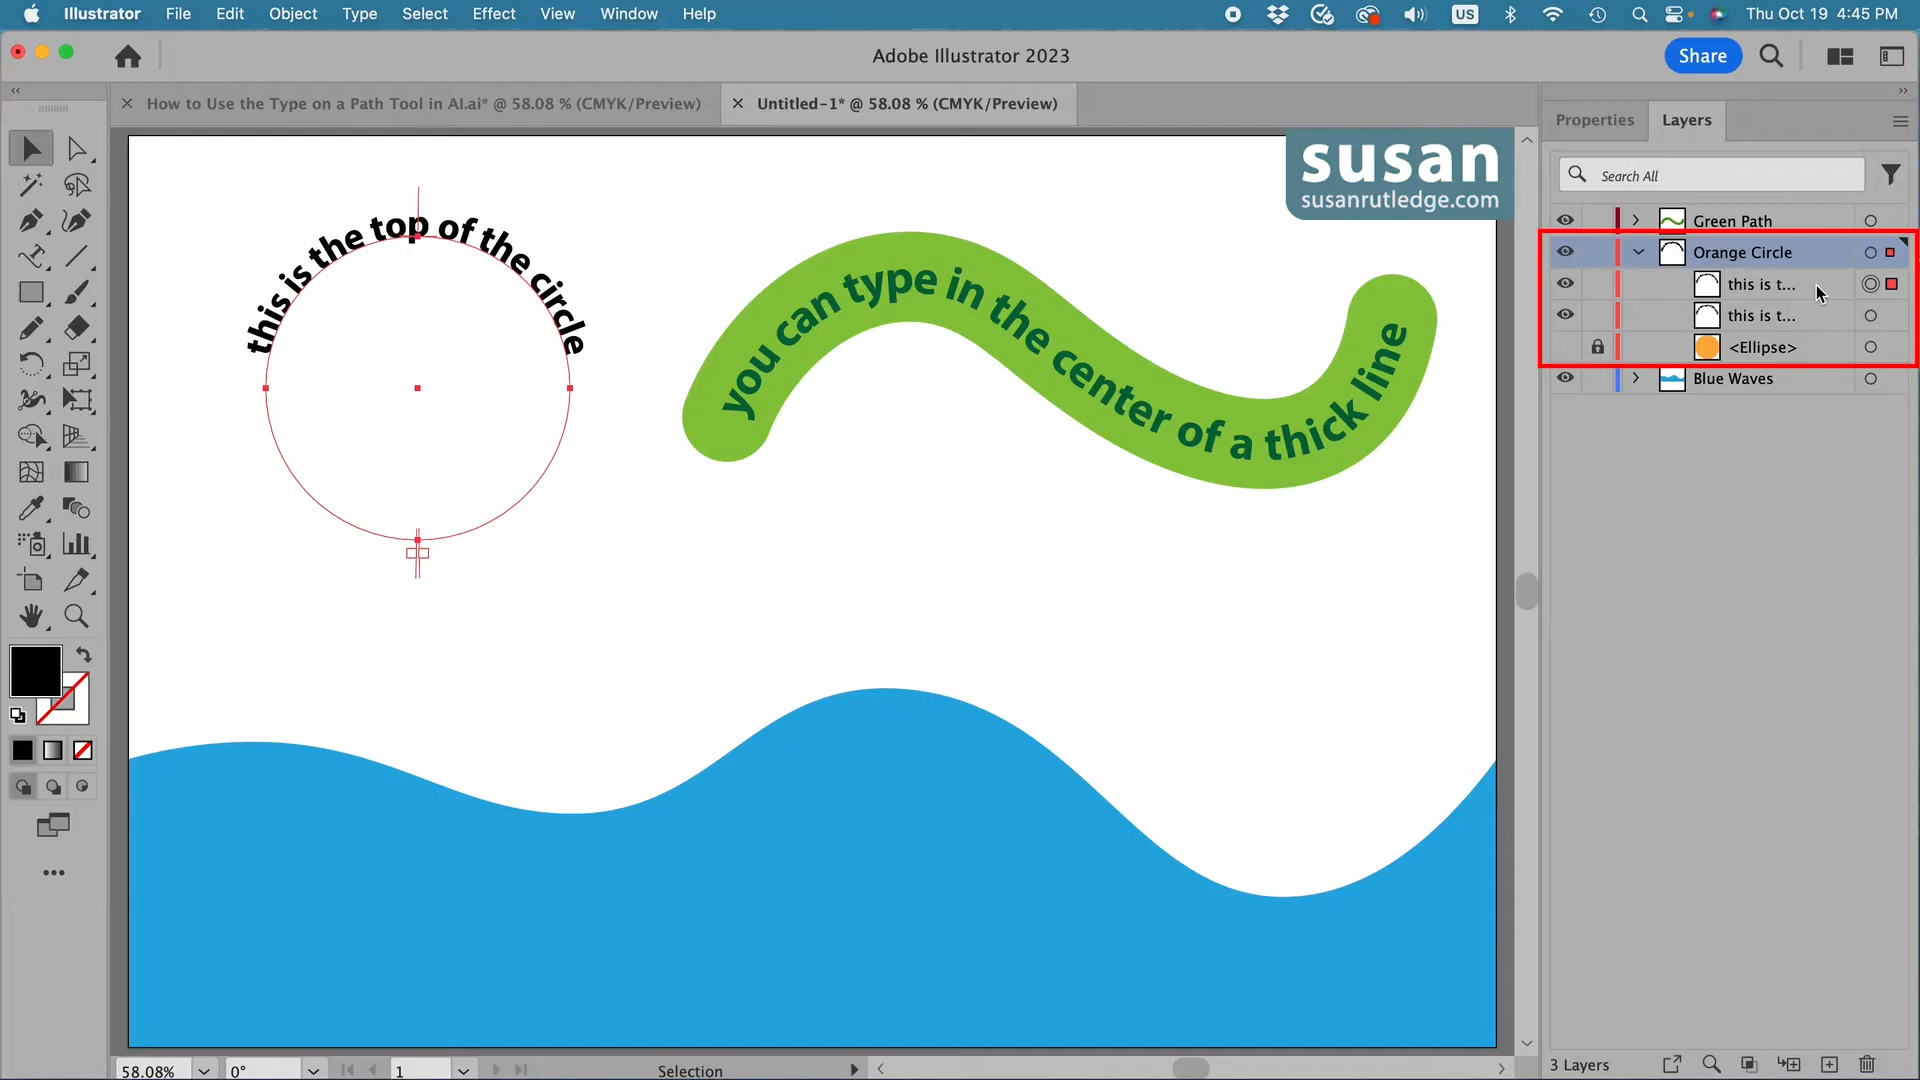 Illustrator File Edit Object Type Select Effect View Window Help
US
Thu Oct 19 4:45 PM
Adobe Illustrator 2023
Share
How to Use the Type on a Path Tool in AI.ai* @ 58.08 % (CMYK/Preview)
Untitled-1* @ 58.08 % (CMYK/Preview)
Properties Layers
Search All
susan
susanrutledge.com
Green Path
Orange Circle
this is t...
this is t...
<Ellipse>
Blue Waves
this is the top of the circle
you can type in the center of a thick line
58.08% 0° 1 Selection
3 Layers